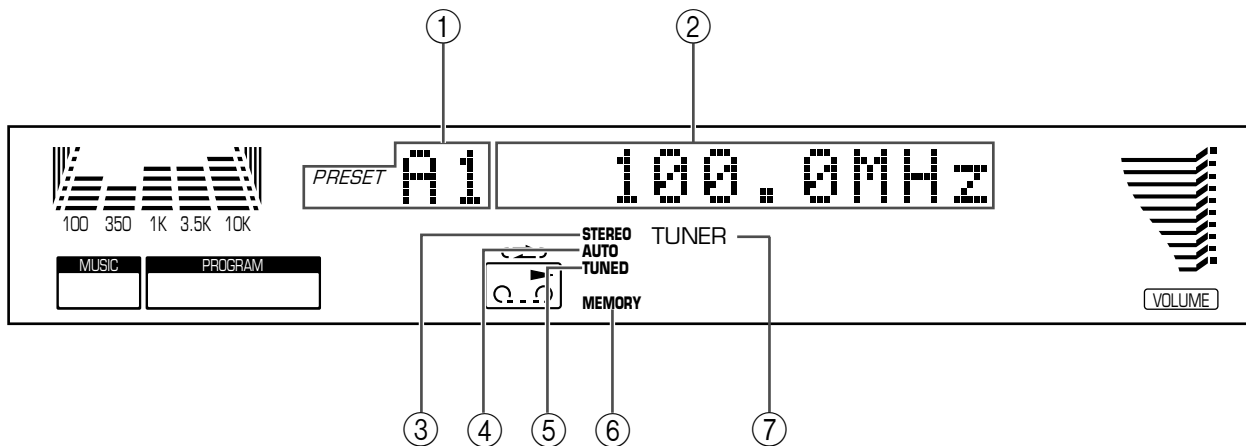 1 2
PRESET A1 100.0MHz
100 350 1K 3.5K 10K
STEREO TUNER
AUTO
TUNED
MEMORY
MUSIC PROGRAM
VOLUME
3 4 5 6 7